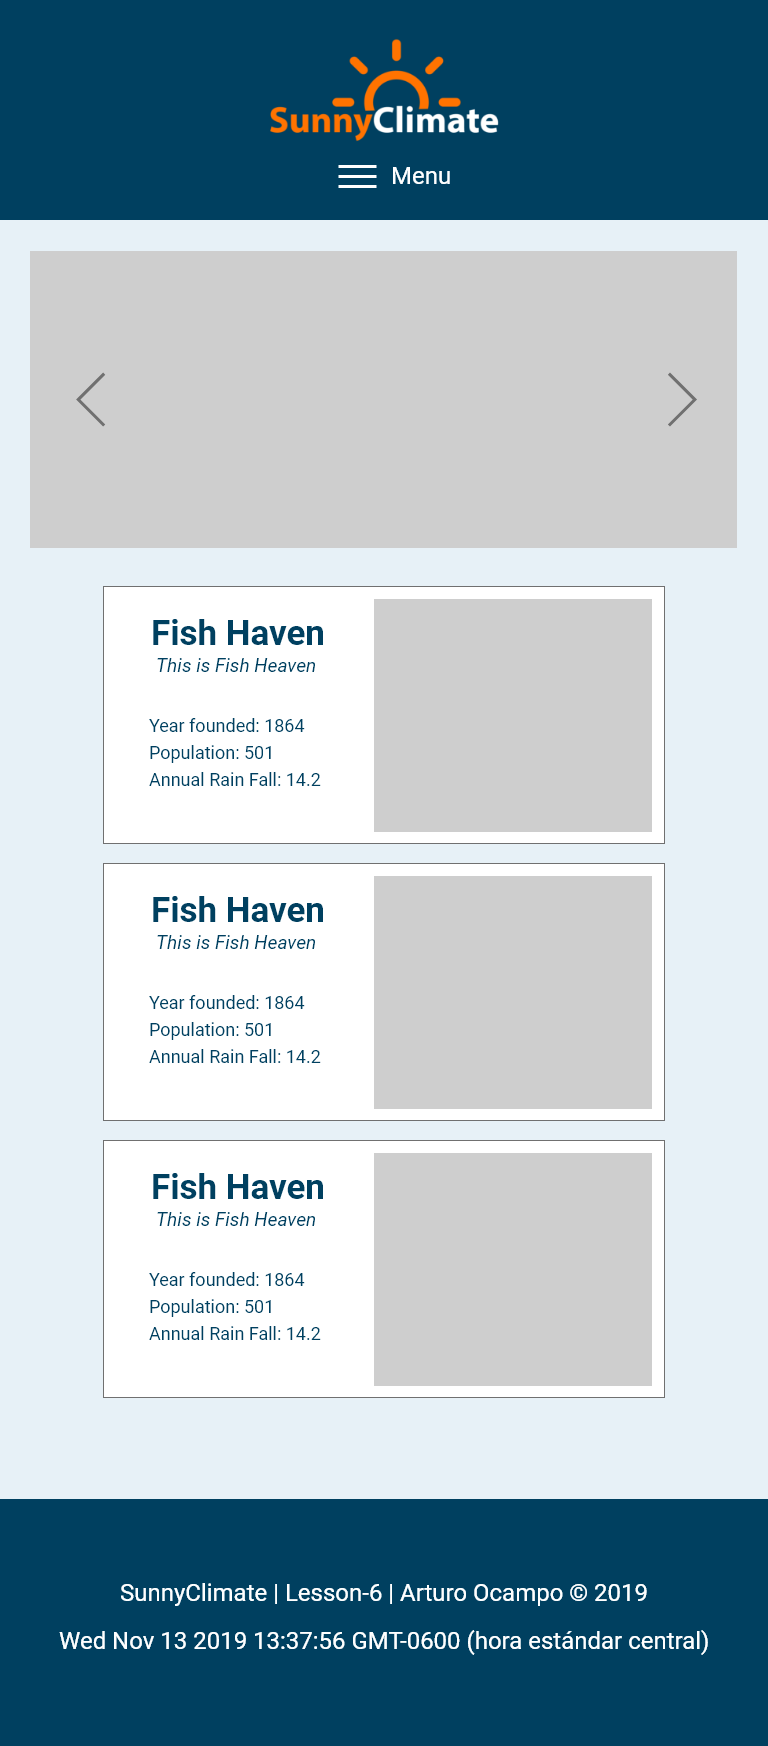 SunnyClimate
Menu
Fish Haven
This is Fish Heaven
Year founded: 1864
Population: 501
Annual Rain Fall: 14.2
Fish Haven
This is Fish Heaven
Year founded: 1864
Population: 501
Annual Rain Fall: 14.2
Fish Haven
This is Fish Heaven
Year founded: 1864
Population: 501
Annual Rain Fall: 14.2
SunnyClimate | Lesson-6 | Arturo Ocampo © 2019
Wed Nov 13 2019 13:37:56 GMT-0600 (hora estándar central)